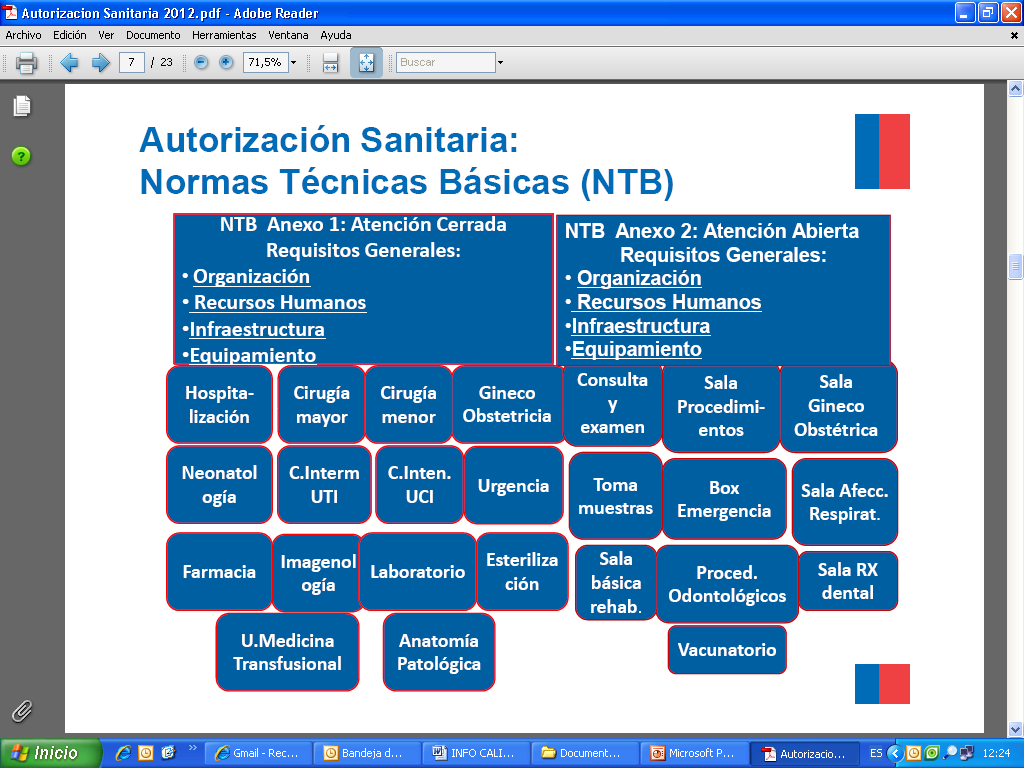 Autorizacion Sanitaria 2012.pdf - Adobe Reader
Archivo Edición Ver Documento Herramientas Ventana Ayuda
7 / 23 71,5% Buscar
Autorización Sanitaria:
Normas Técnicas Básicas (NTB)
NTB Anexo 1: Atención Cerrada
Requisitos Generales:
• Organización
• Recursos Humanos
•Infraestructura
•Equipamiento
NTB Anexo 2: Atención Abierta
Requisitos Generales:
• Organización
• Recursos Humanos
•Infraestructura
•Equipamiento
Hospita-
lización
Cirugía
mayor
Cirugía
menor
Gineco
Obstetricia
Consulta
y
examen
Sala
Procedimi-
entos
Sala
Gineco
Obstétrica
Neonatol
ogía
C.Interm
UTI
C.Inten.
UCI
Urgencia
Toma
muestras
Box
Emergencia
Sala Afecc.
Respirat.
Farmacia
Imagenol
ogía
Laboratorio
Esteriliza
ción
Sala
básica
rehab.
Proced.
Odontológicos
Sala RX
dental
U.Medicina
Transfusional
Anatomía
Patológica
Vacunatorio
Inicio
Gmail - Rec...
Bandeja d...
INFO CALI...
Document...
Microsoft P...
Autorizacio...
ES
12:24